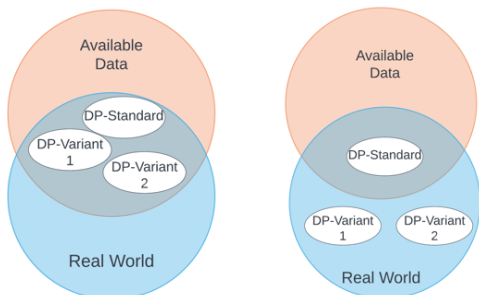 Available
Data
DP-Standard
DP-Variant
1
DP-Variant
2
Real World
Available
Data
DP-Standard
DP-Variant
1
DP-Variant
2
Real World